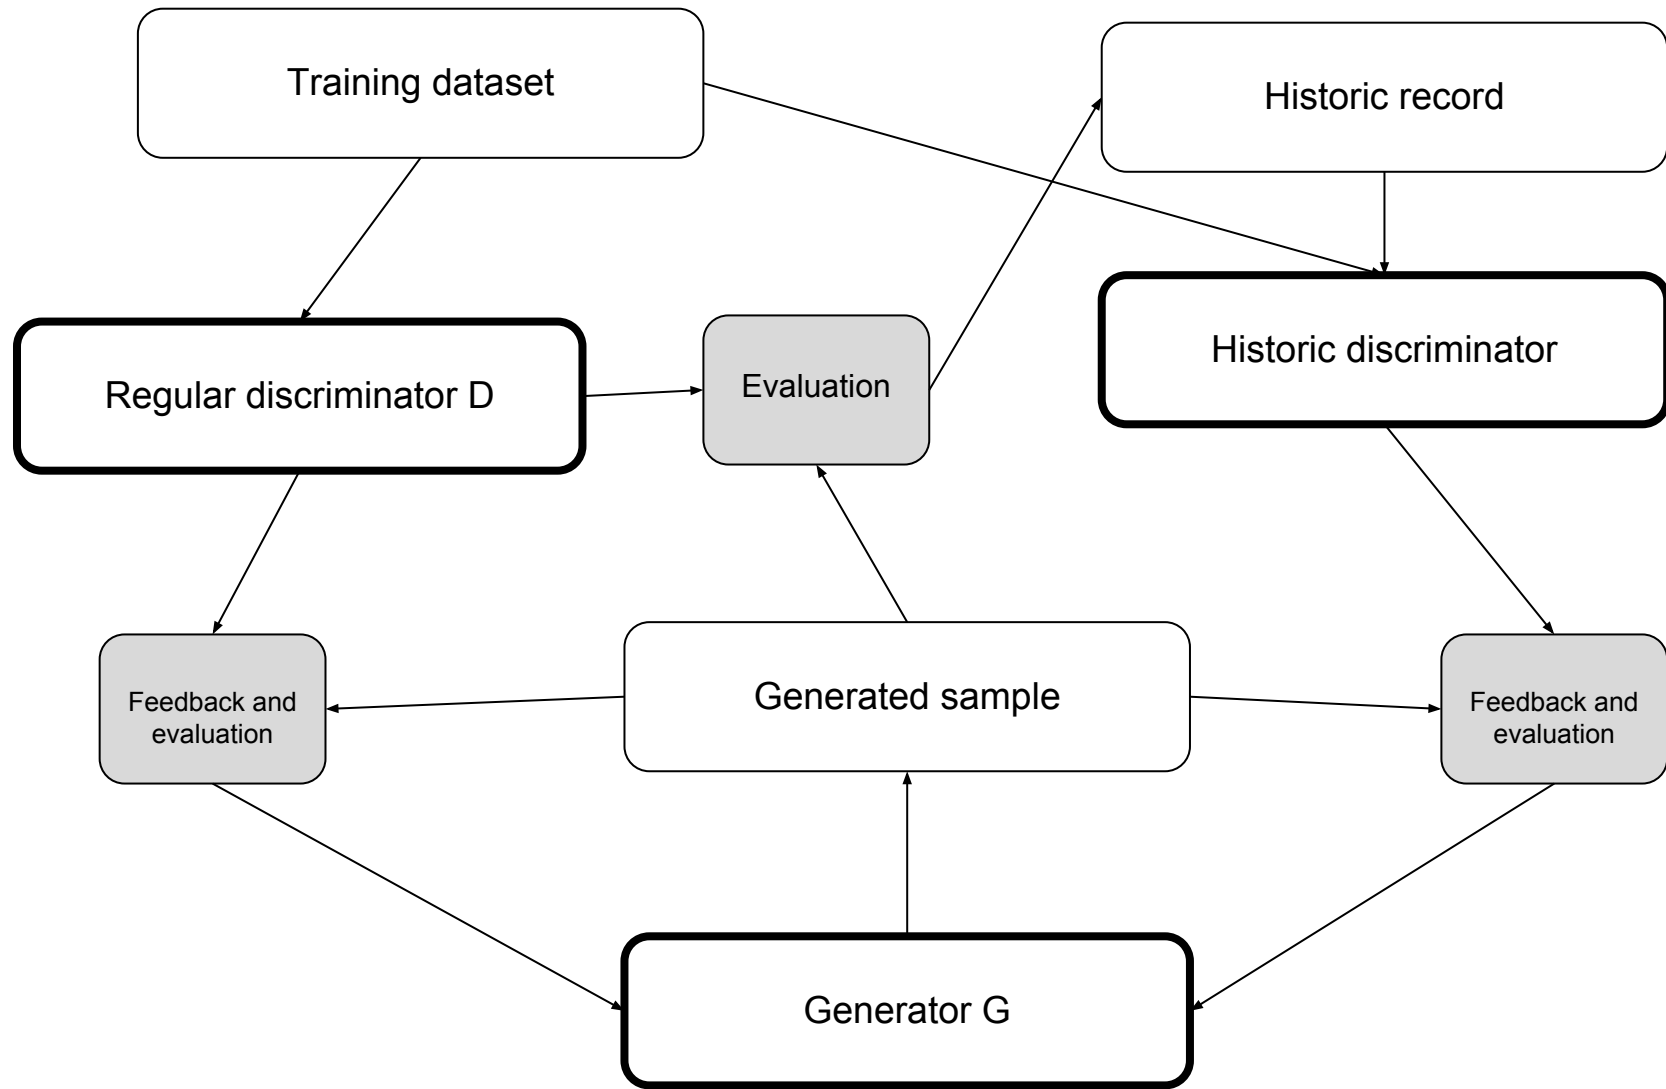 Training dataset
Historic record
Regular discriminator D
Evaluation
Historic discriminator
Feedback and
evaluation
Generated sample
Feedback and
evaluation
Generator G